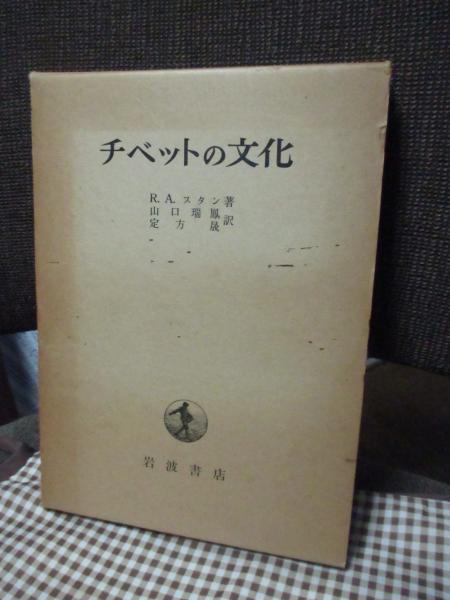 チベットの文化
R.A.スタン著
山口瑞鳳
定方晟訳
岩波書店